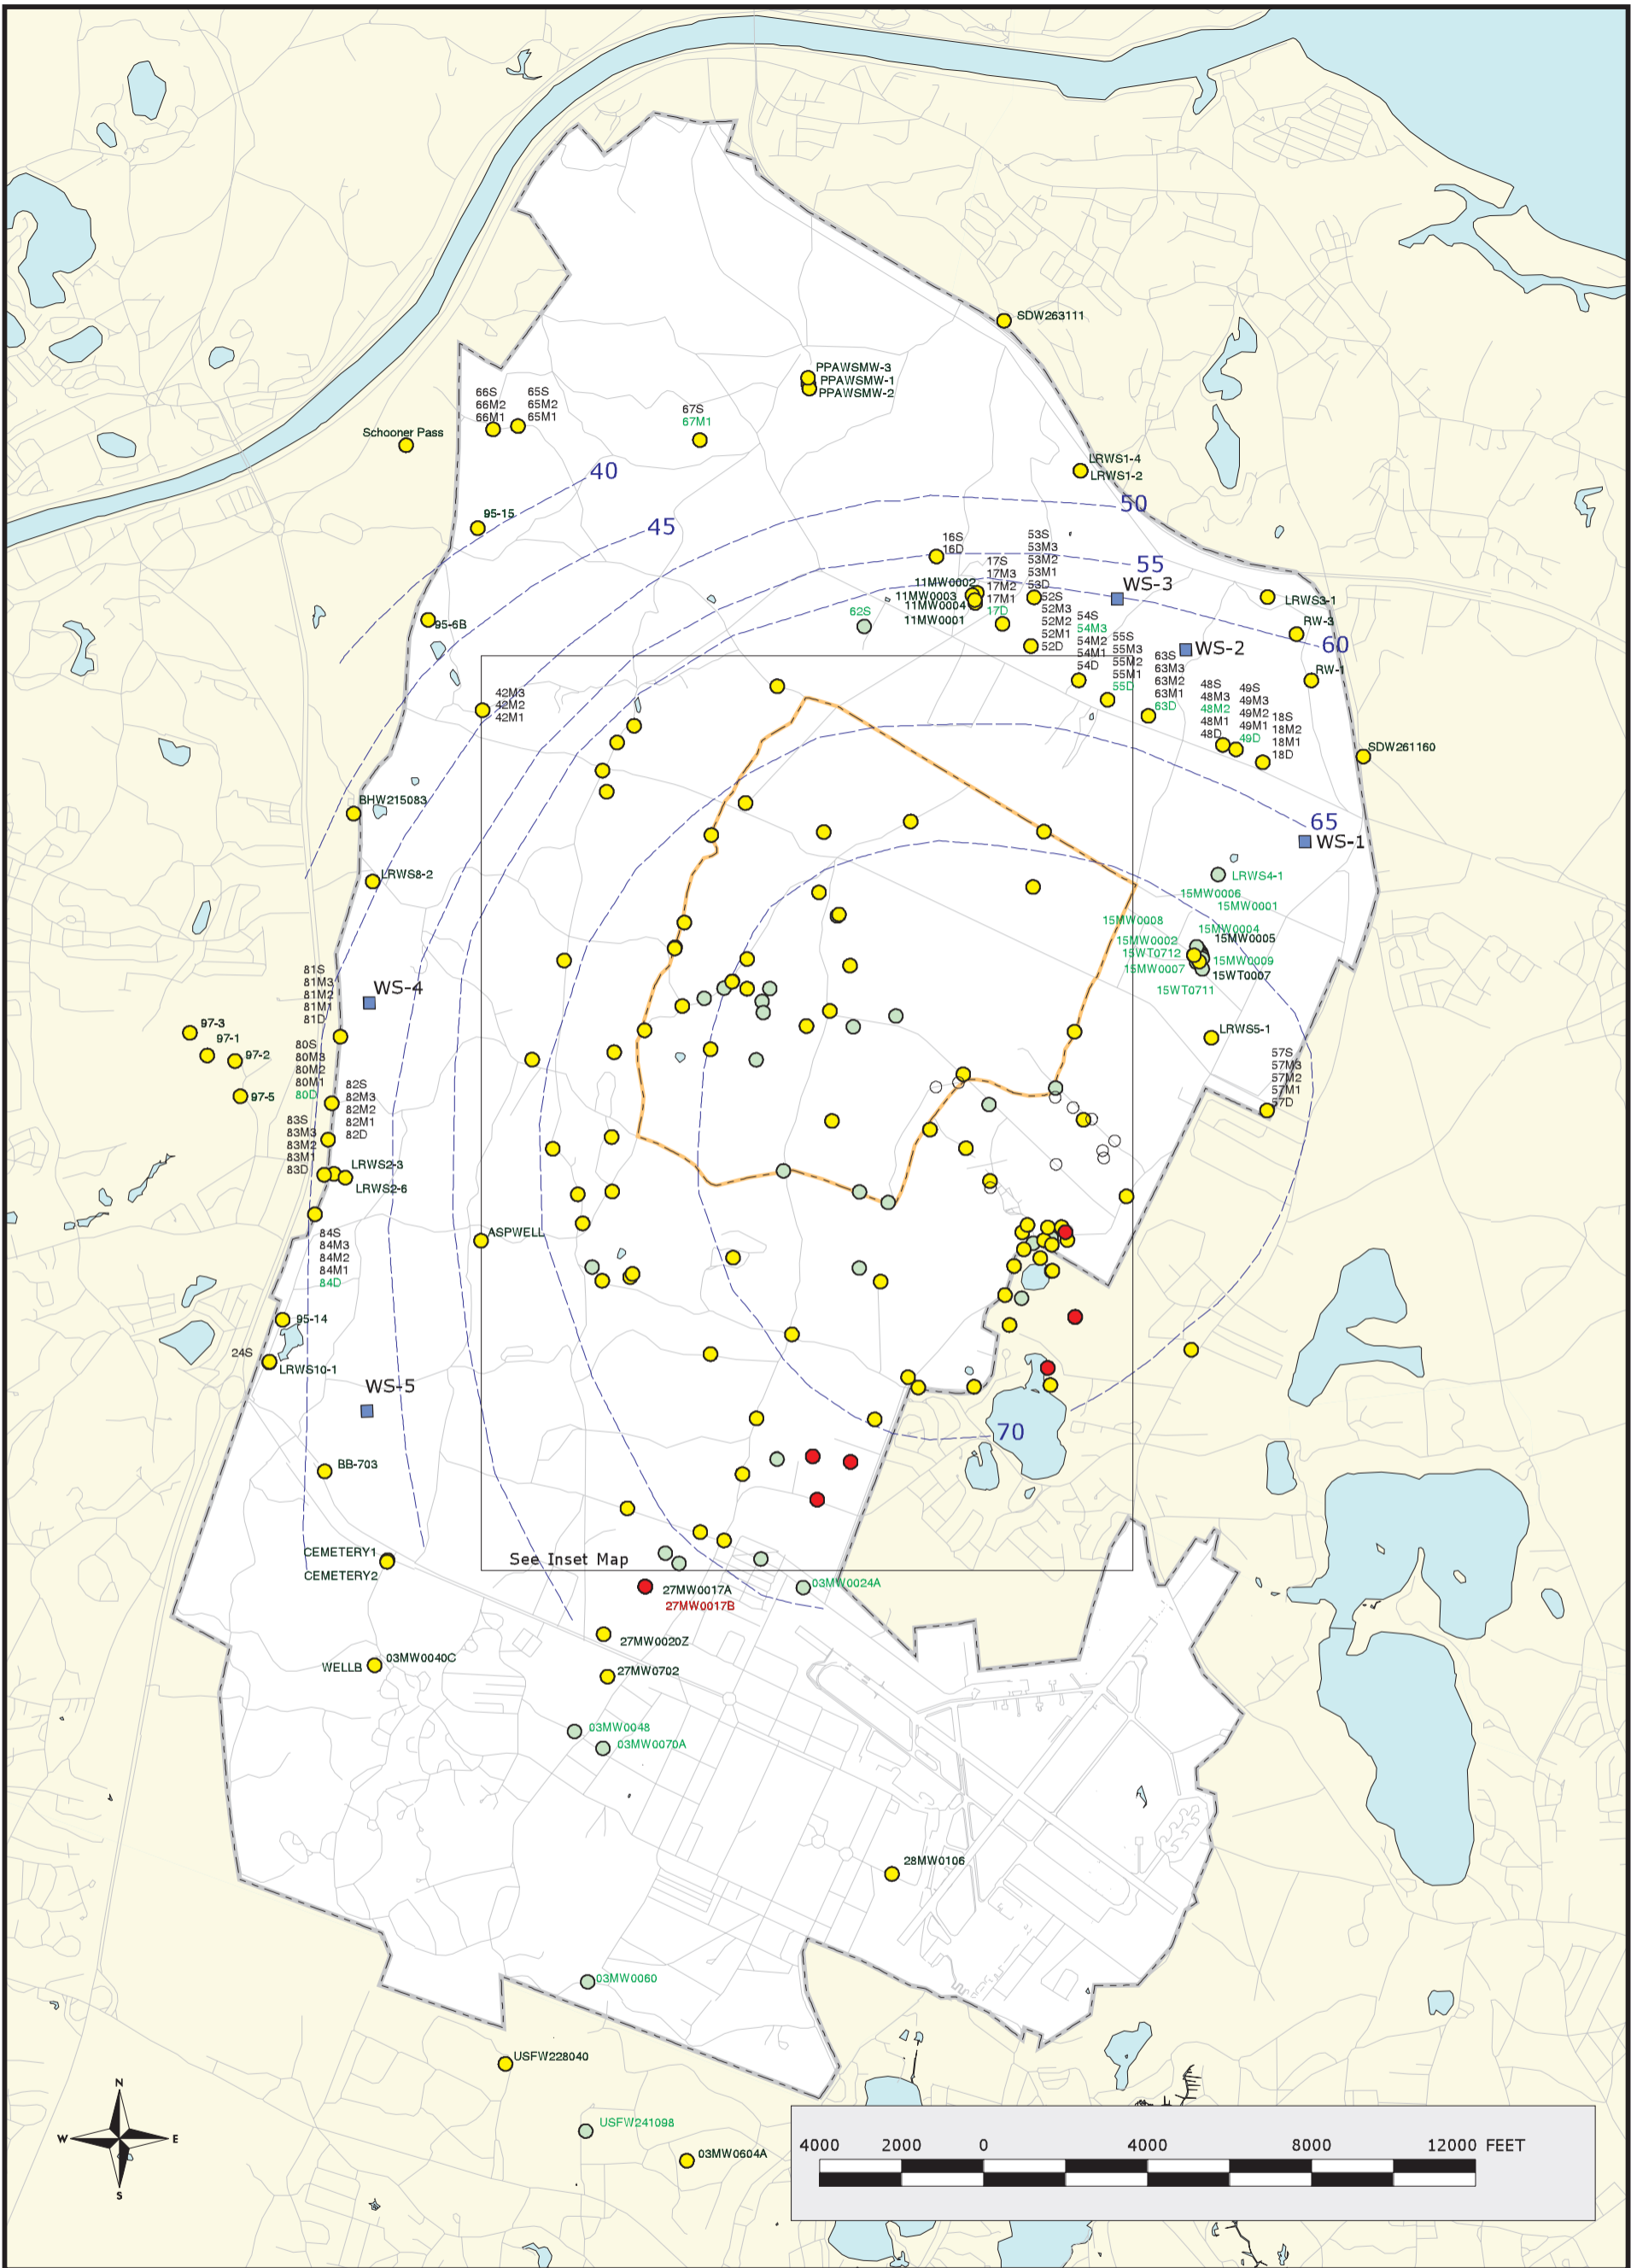 SDW263111
PPAWSMW-3
PPAWSMW-1
PPAWSMW-2
66S
66M2
66M1
65S
65M2
65M1
67S
67M1
Schooner Pass
LRWS1-4
LRWS1-2
40
50
45
95-15
16S
16D
53S
53M3
53M2
53M1
53D
55
17S
17M3
17M2
17M1
17D
11MW0002
11MW0003
11MW0004
11MW0001
WS-3
LRWS3-1
52S
52M3
52M2
52M1
52D
62S
95-6B
54S
54M3
54M2
54M1
54D
RW-3
60
55S
55M3
55M2
55M1
55D
WS-2
63S
63M3
63M2
63M1
63D
RW-1
48S
48M3
48M2
48M1
48D
49S
49M3
49M2
49M1
49D
18S
18M2
18M1
18D
42M3
42M2
42M1
SDW261160
BHW215083
65
WS-1
LRWS8-2
LRWS4-1
15MW0006
15MW0001
15MW0008
15MW0004
15MW0002
15MW0005
15WT0712
15MW0009
15MW0007
15WT0007
15WT0711
81S
81M3
81M2
81M1
81D
WS-4
97-3
97-1
97-2
97-5
LRWS5-1
80S
80M3
80M2
80M1
80D
57S
57M3
57M2
57M1
57D
82S
82M3
82M2
82M1
82D
83S
83M3
83M2
83M1
83D
LRWS2-3
LRWS2-6
84S
84M3
84M2
84M1
84D
ASPWELL
95-14
24S
LRWS10-1
WS-5
70
BB-703
CEMETERY1
CEMETERY2
See Inset Map
27MW0017A
27MW0017B
03MW0024A
27MW0020Z
WELLB
03MW0040C
27MW0702
03MW0048
03MW0070A
28MW0106
03MW0060
USFW228040
USFW241098
03MW0604A
N
W
E
S
4000 2000 0 4000 8000 12000 FEET